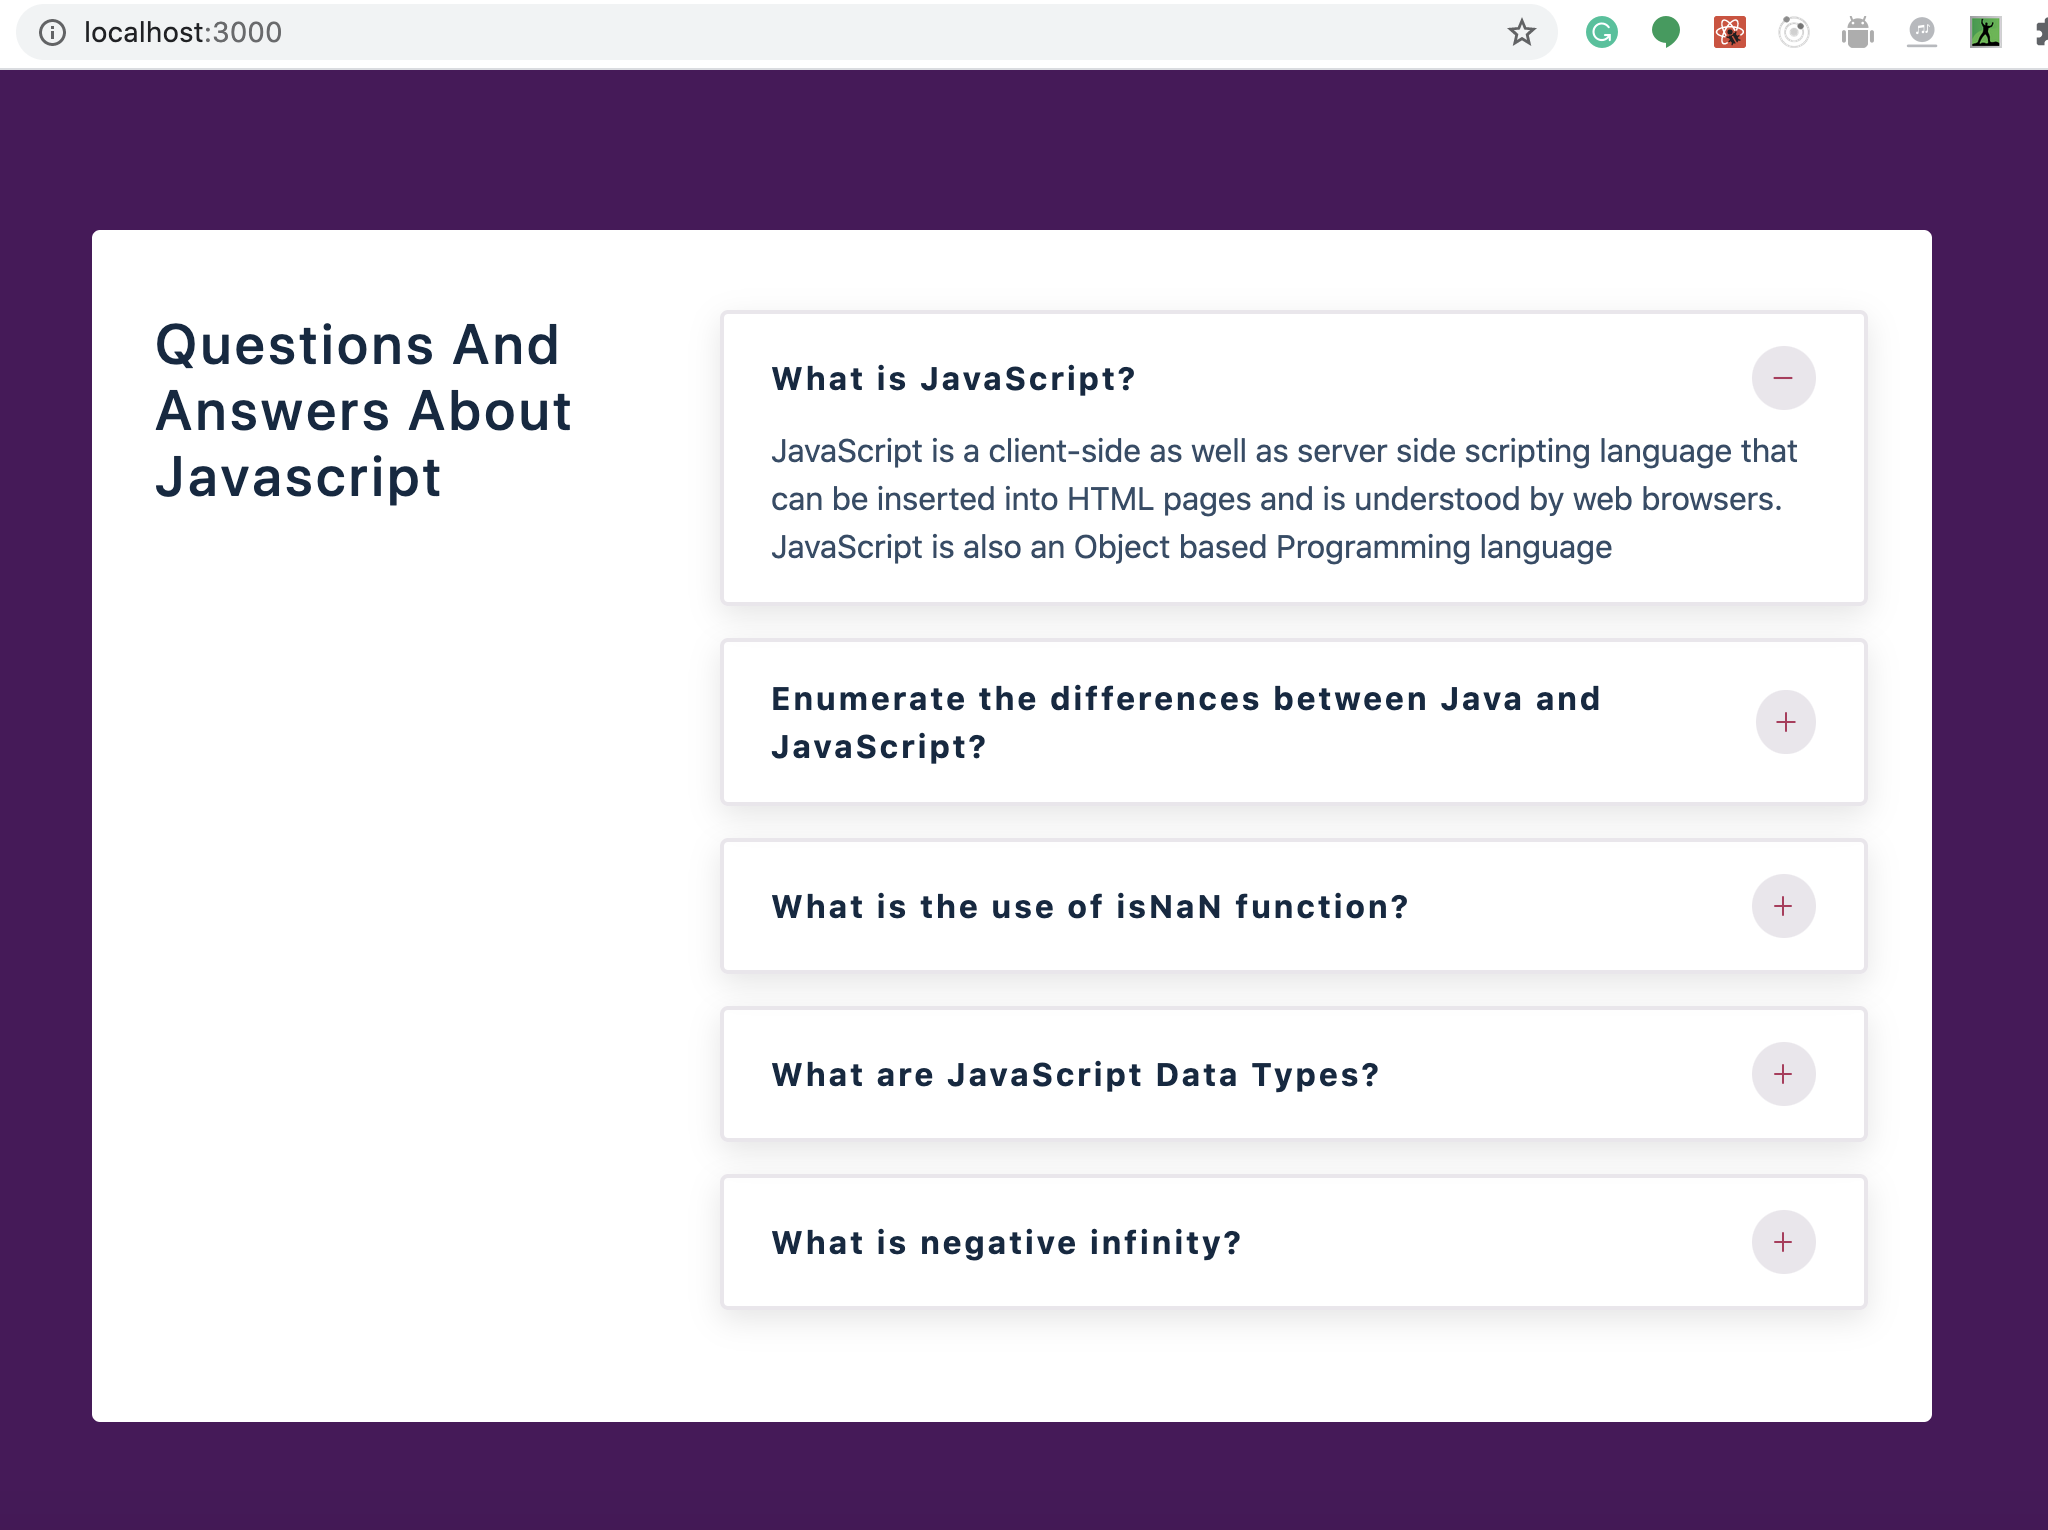 localhost:3000
Questions And
Answers About
Javascript
What is JavaScript?
JavaScript is a client-side as well as server side scripting language that
can be inserted into HTML pages and is understood by web browsers.
JavaScript is also an Object based Programming language
Enumerate the differences between Java and
JavaScript?
What is the use of isNaN function?
What are JavaScript Data Types?
What is negative infinity?